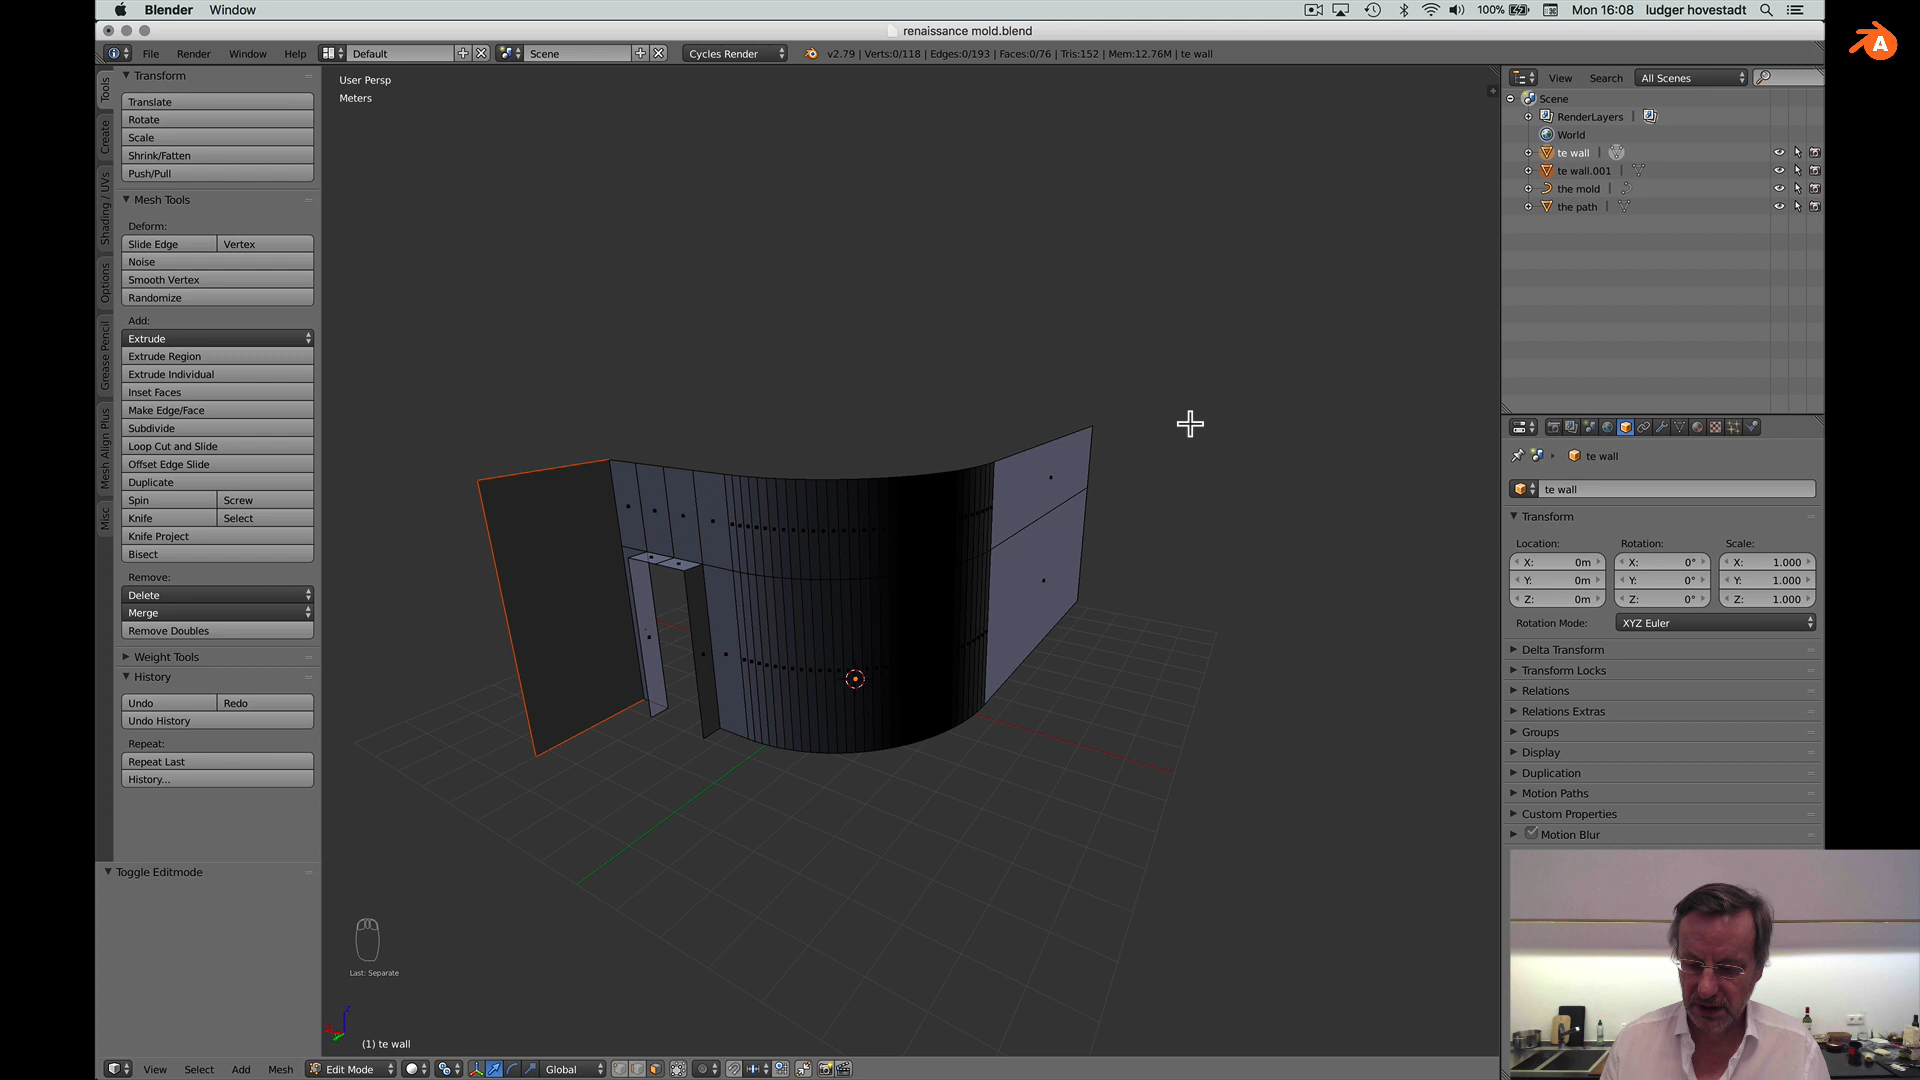 Blender Window 100% Mon 16:08 ludger hovestadt
renaissance mold.blend
File Render Window Help Default Scene Cycles Render v2.79 | Verts:0/118 | Edges:0/193 | Faces:0/76 | Tris:152 | Mem:12.76M | te wall
Tools
Create
Shading / UVs
Options
Grease Pencil
Mesh Align Plus
Misc
Transform
Translate
Rotate
Scale
Shrink/Fatten
Push/Pull
Mesh Tools
Deform:
Slide Edge Vertex
Noise
Smooth Vertex
Randomize
Add:
Extrude
Extrude Region
Extrude Individual
Inset Faces
Make Edge/Face
Subdivide
Loop Cut and Slide
Offset Edge Slide
Duplicate
Spin Screw
Knife Select
Knife Project
Bisect
Remove:
Delete
Merge
Remove Doubles
Weight Tools
History
Undo Redo
Undo History
Repeat:
Repeat Last
History...
Toggle Editmode
User Persp
Meters
Last: Separate
(1) te wall
View Select Add Mesh Edit Mode Global
View Search All Scenes
Scene
RenderLayers
World
te wall
te wall.001
the mold
the path
te wall
te wall
Transform
Location: Rotation: Scale:
X: 0m X: 0° X: 1.000
Y: 0m Y: 0° Y: 1.000
Z: 0m Z: 0° Z: 1.000
Rotation Mode: XYZ Euler
Delta Transform
Transform Locks
Relations
Relations Extras
Groups
Display
Duplication
Motion Paths
Custom Properties
Motion Blur
A